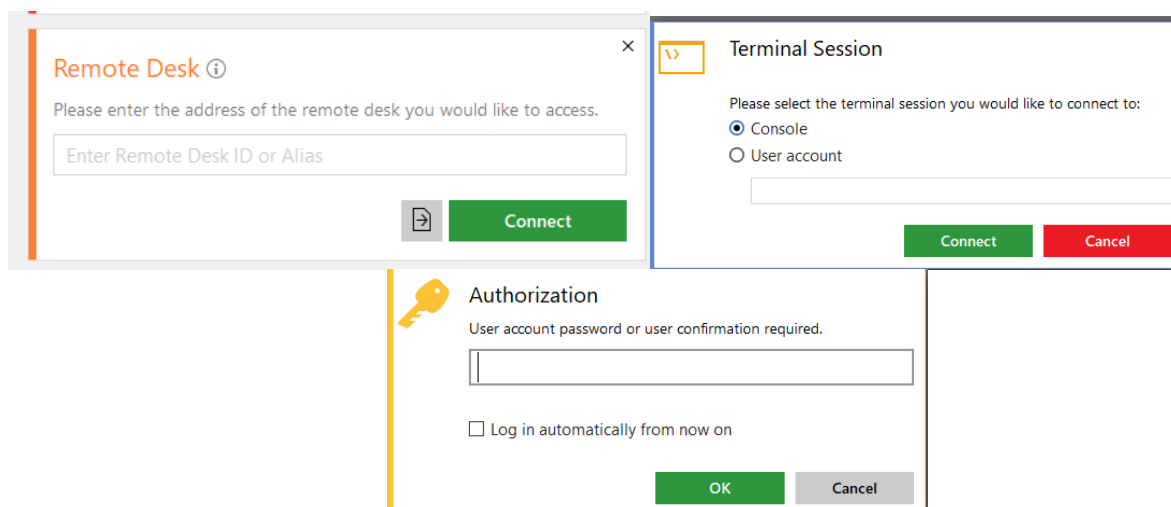 Remote Desk
Please enter the address of the remote desk you would like to access.
Enter Remote Desk ID or Alias
Connect
Terminal Session
Please select the terminal session you would like to connect to:
Console
User account
Connect Cancel
Authorization
User account password or user confirmation required.
Log in automatically from now on
OK Cancel